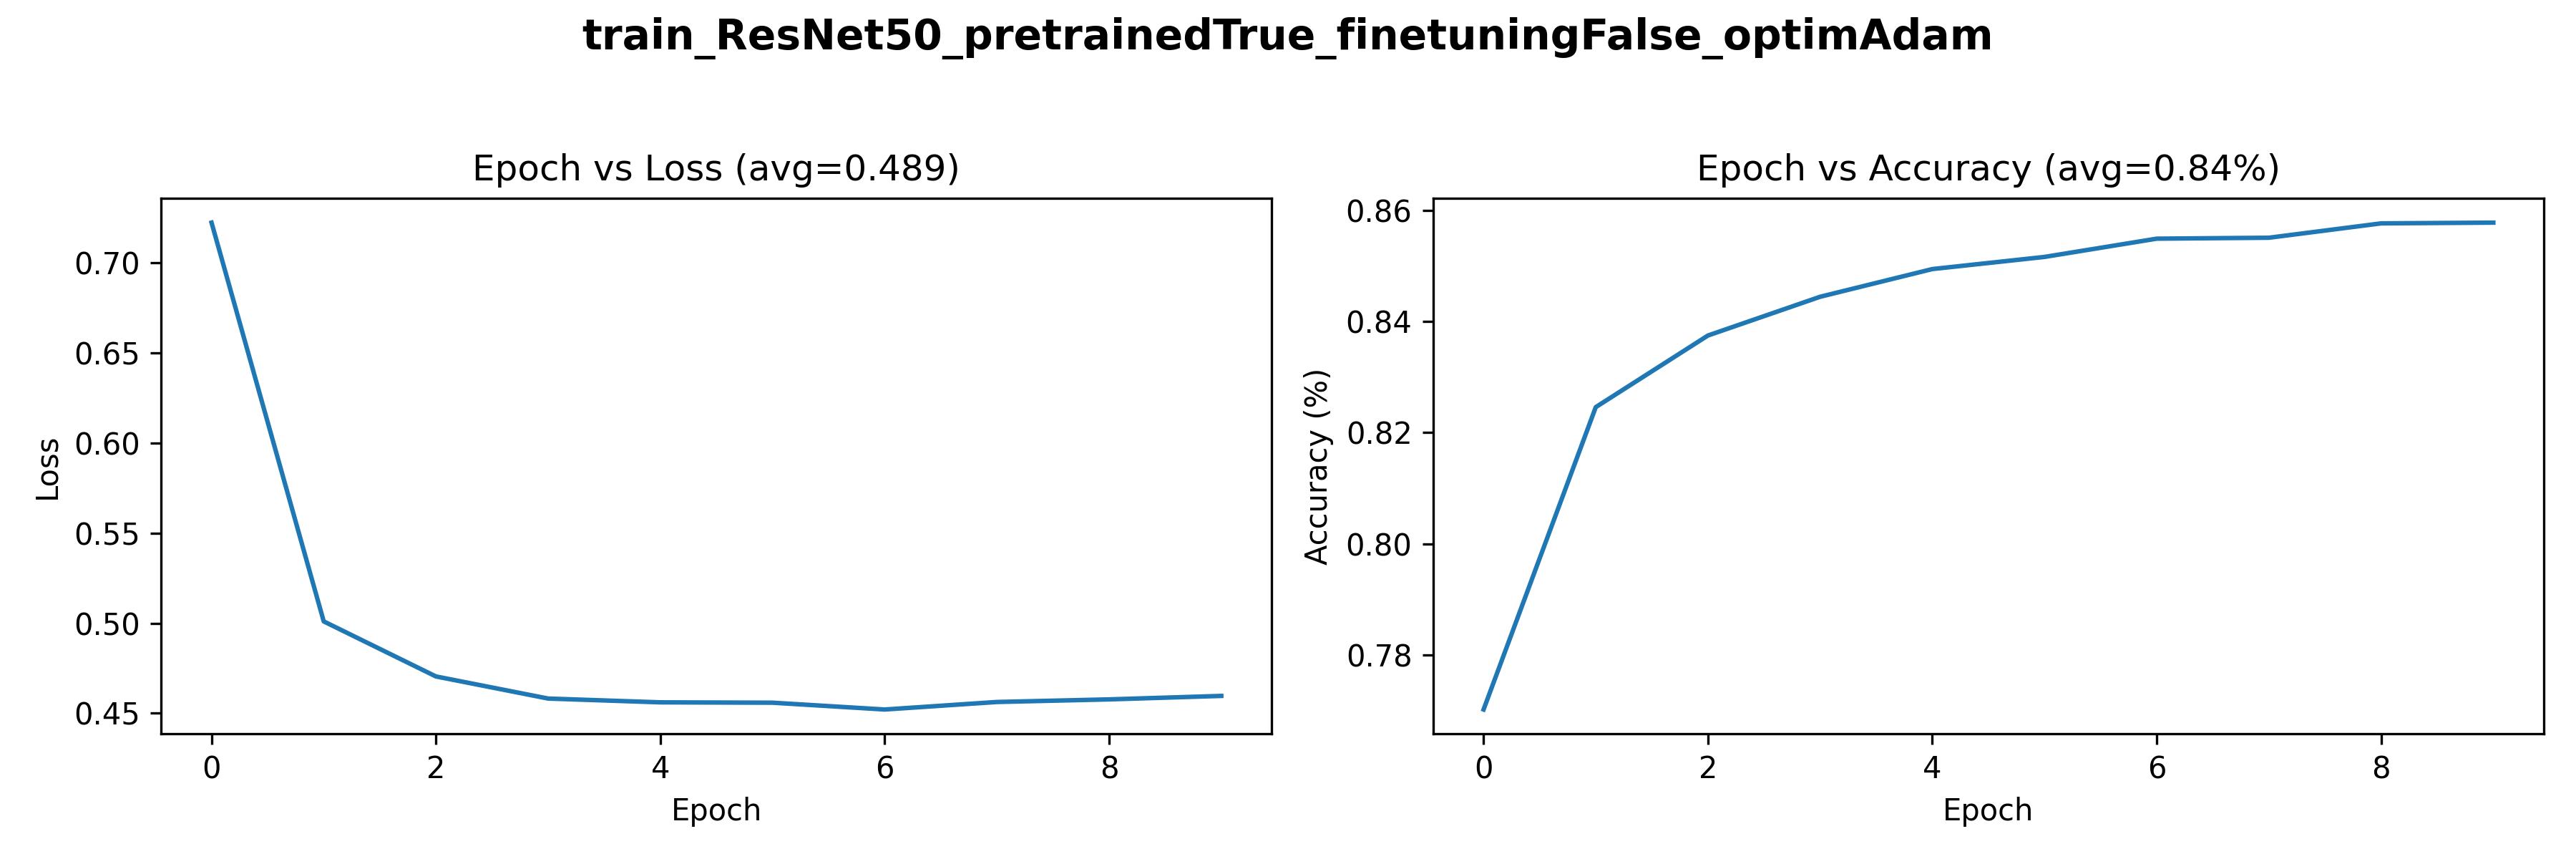 train_ResNet50_pretrainedTrue_finetuningFalse_optimAdam
Epoch vs Loss (avg=0.489)
0.70
0.65
0.60
0.55
0.50
0.45
Loss
0 2 4 6 8
Epoch
Epoch vs Accuracy (avg=0.84%)
0.86
0.84
0.82
0.80
0.78
Accuracy (%)
0 2 4 6 8
Epoch